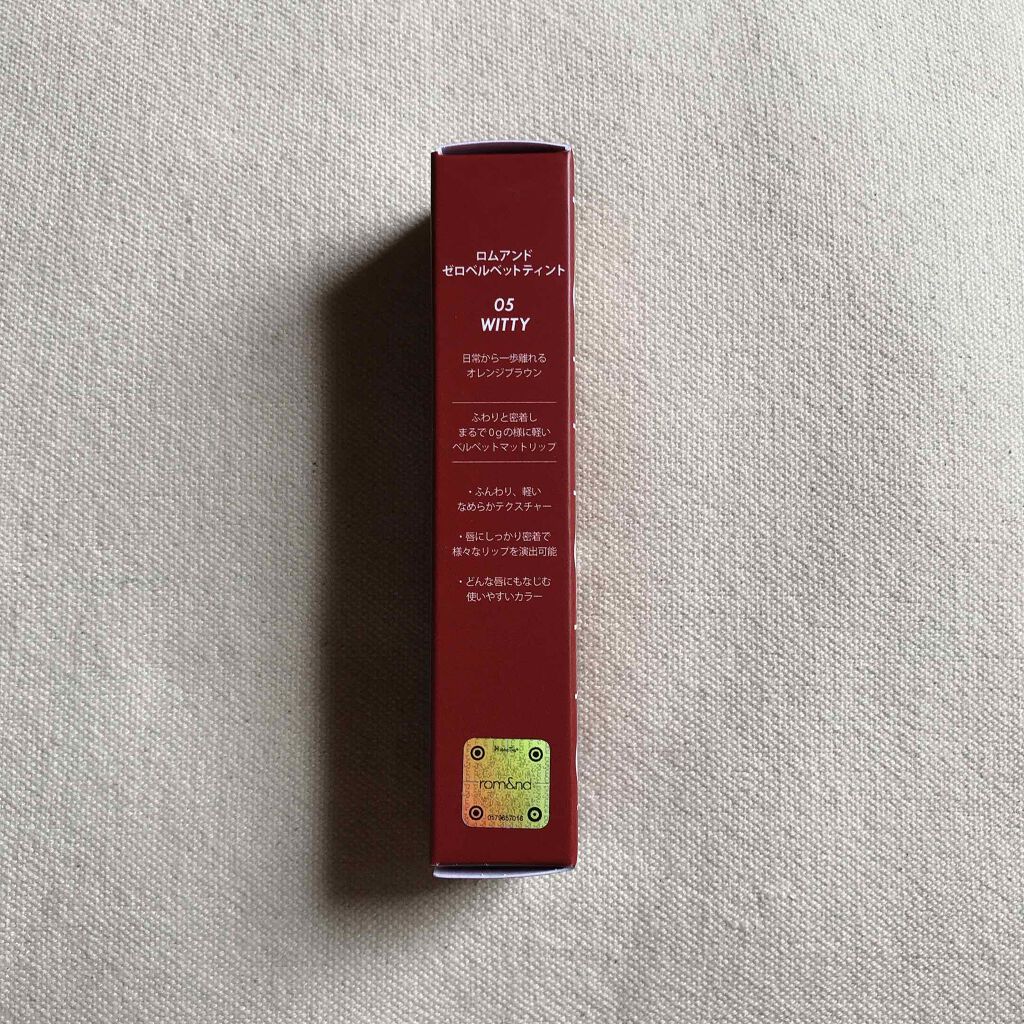 ロムアンド
ゼロベルベットティント
05
WITTY
日常から一歩離れる
オレンジブラウン
ふわりと密着し
まるで0gの様に軽い
ベルベットマットリップ
・ふんわり、軽い
なめらかテクスチャー
・唇にしっかり密着で
様々なリップを演出可能
・どんな唇にもなじむ
使いやすいカラー
rom&nd
0579857018